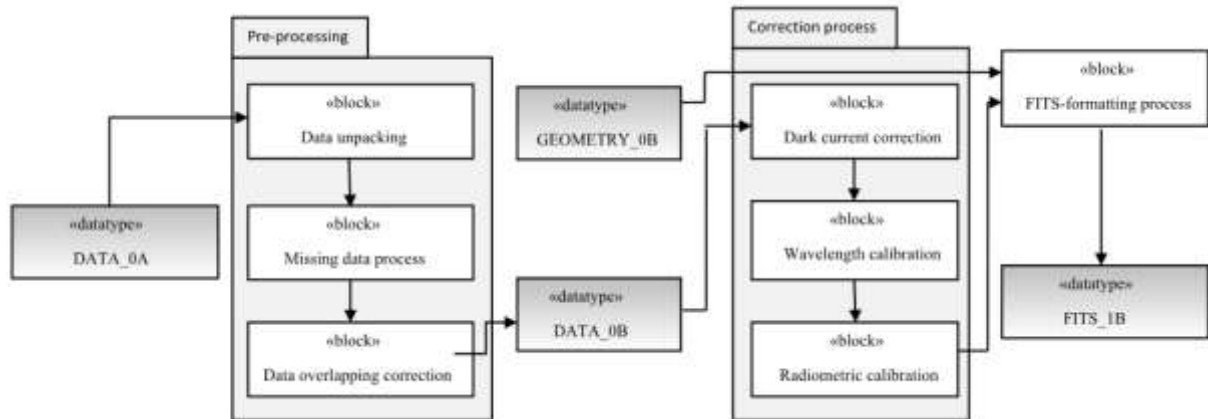 Pre-processing
«block»
Data unpacking
«block»
Missing data process
«block»
Data overlapping correction
«datatype»
DATA_0A
«datatype»
GEOMETRY_0B
«datatype»
DATA_0B
Correction process
«block»
Dark current correction
«block»
Wavelength calibration
«block»
Radiometric calibration
«block»
FITS-formatting process
«datatype»
FITS_1B